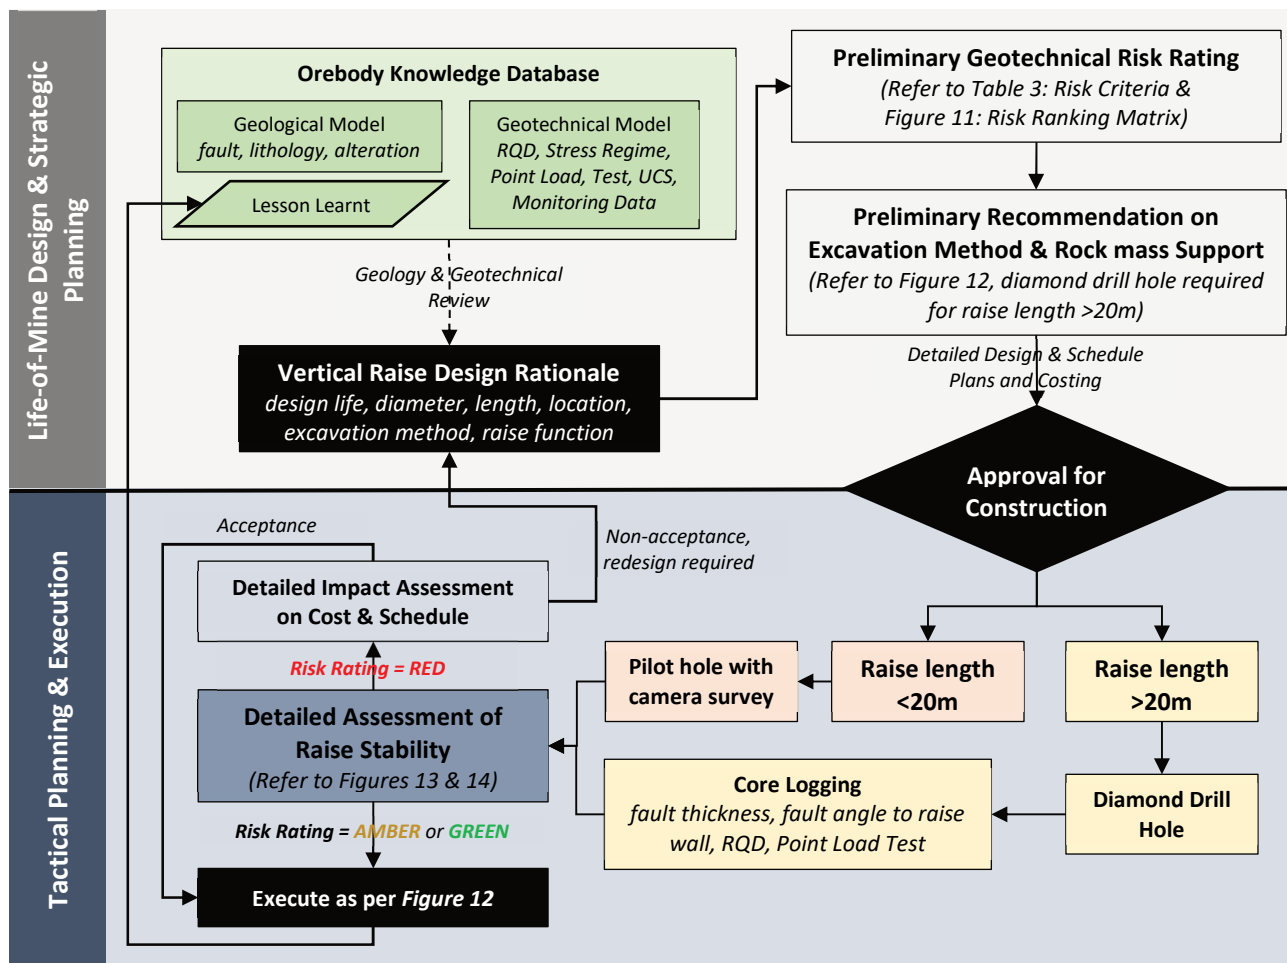 Life-of-Mine Design & Strategic
Planning
Orebody Knowledge Database
Geological Model
fault, lithology, alteration
Lesson Learnt
Geotechnical Model
RQD, Stress Regime,
Point Load, Test, UCS,
Monitoring Data
Geology & Geotechnical
Review
Vertical Raise Design Rationale
design life, diameter, length, location,
excavation method, raise function
Preliminary Geotechnical Risk Rating
(Refer to Table 3: Risk Criteria &
Figure 11: Risk Ranking Matrix)
Preliminary Recommendation on
Excavation Method & Rock mass Support
(Refer to Figure 12, diamond drill hole required
for raise length >20m)
Detailed Design & Schedule
Plans and Costing
Approval for
Construction
Tactical Planning & Execution
Acceptance
Non-acceptance,
redesign required
Detailed Impact Assessment
on Cost & Schedule
Risk Rating = RED
Detailed Assessment of
Raise Stability
(Refer to Figures 13 & 14)
Risk Rating = AMBER or GREEN
Execute as per Figure 12
Pilot hole with
camera survey
Raise length
<20m
Raise length
>20m
Core Logging
fault thickness, fault angle to raise
wall, RQD, Point Load Test
Diamond Drill
Hole